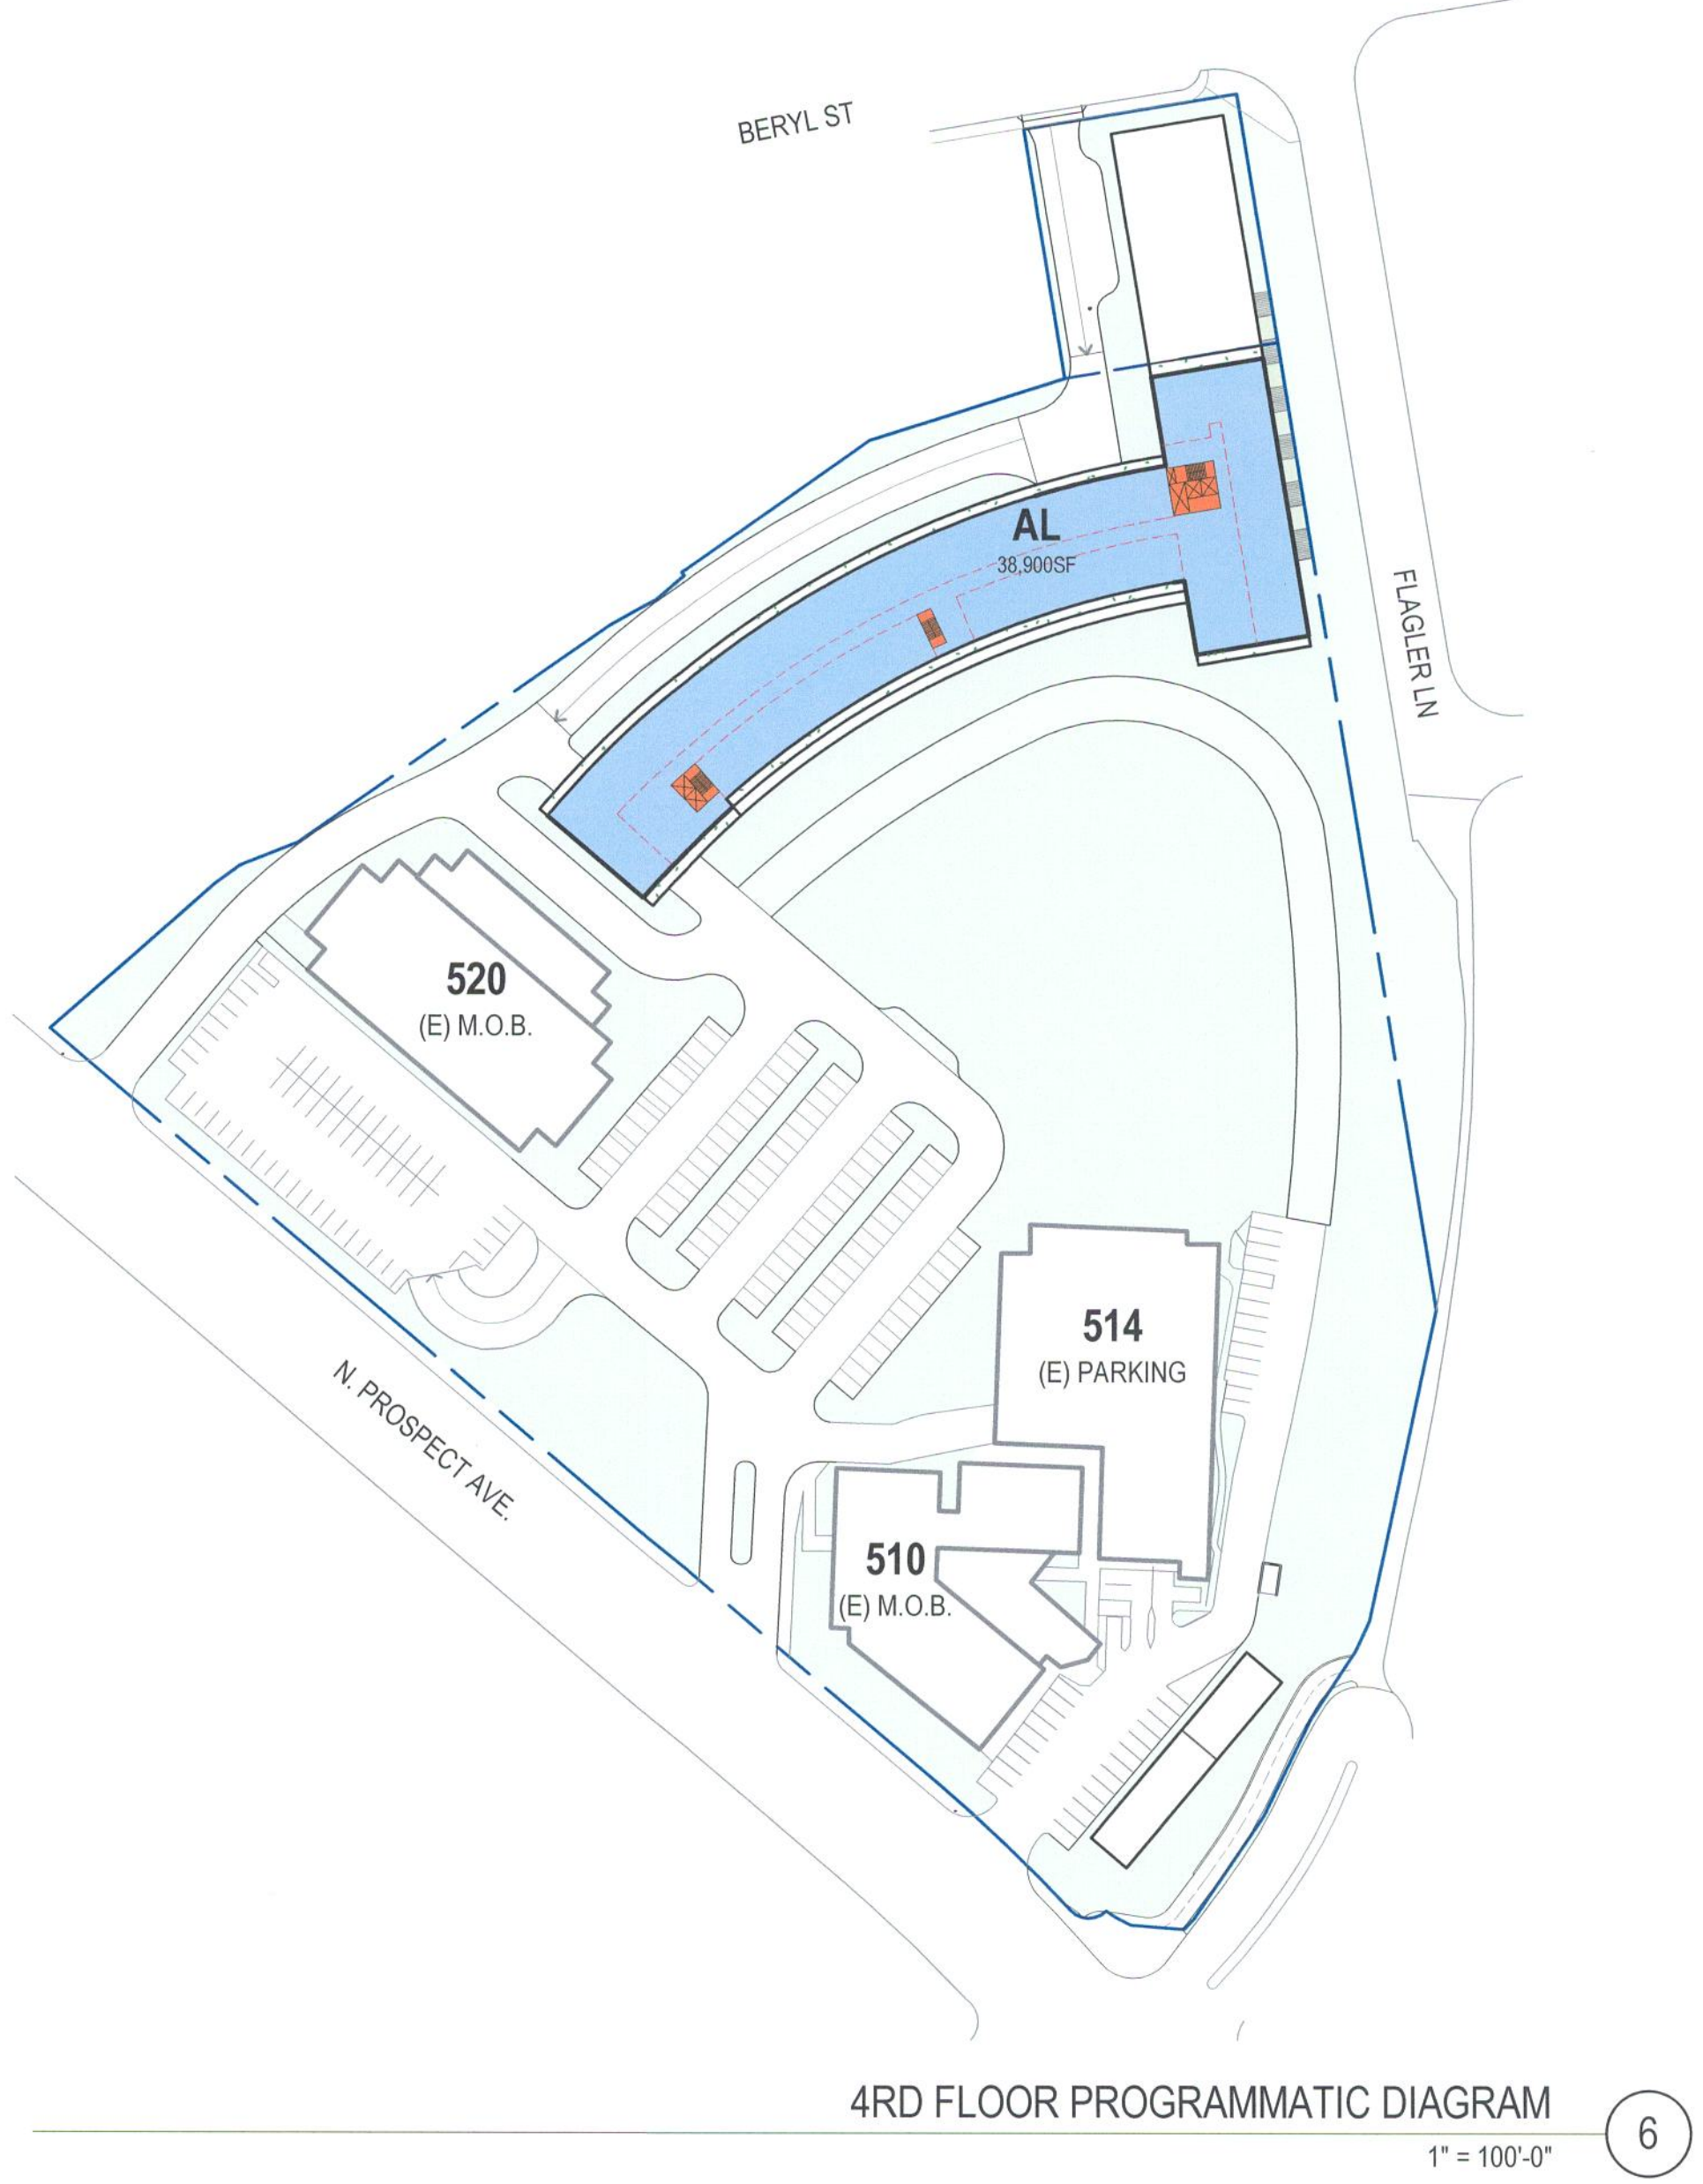 BERYL ST
AL
38,900SF
FLAGLER LN
520
(E) M.O.B.
514
(E) PARKING
N. PROSPECT AVE.
510
(E) M.O.B.
4RD FLOOR PROGRAMMATIC DIAGRAM
6
1" = 100'-0"